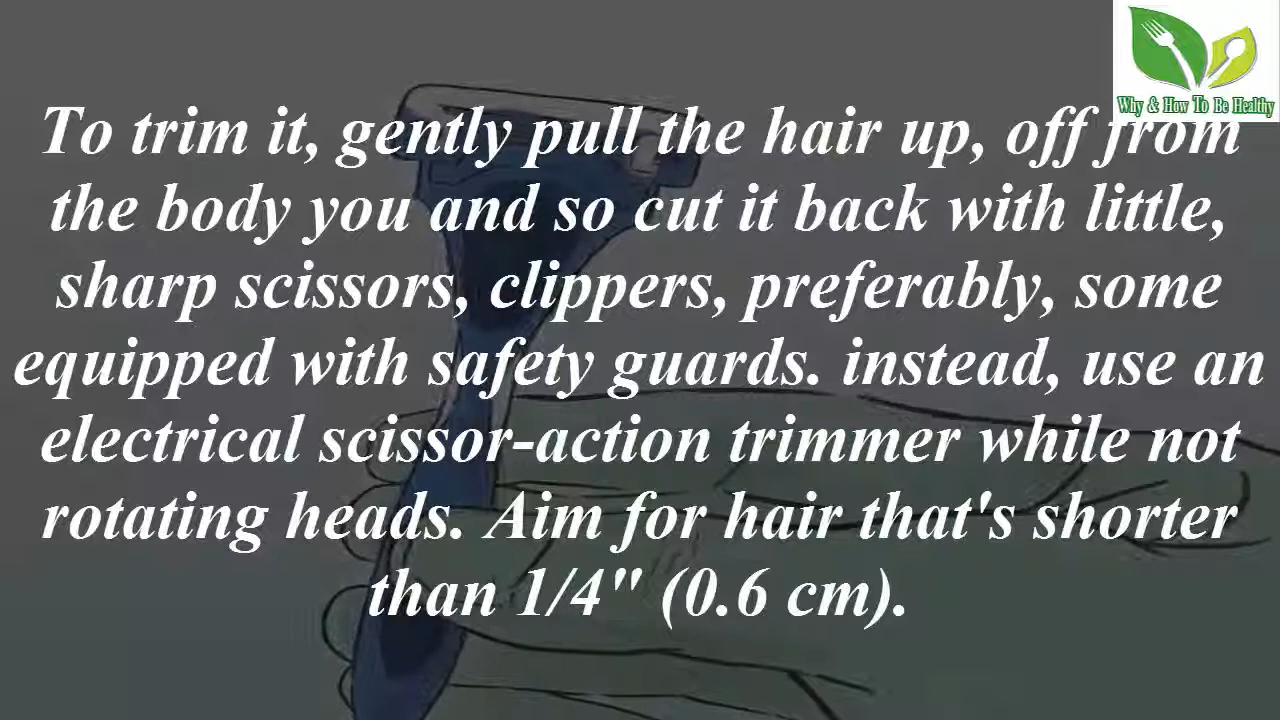 Why & How To Be Healthy
To trim it, gently pull the hair up, off from
the body you and so cut it back with little,
sharp scissors, clippers, preferably, some
equipped with safety guards. instead, use an
electrical scissor-action trimmer while not
rotating heads. Aim for hair that's shorter
than 1/4" (0.6 cm).